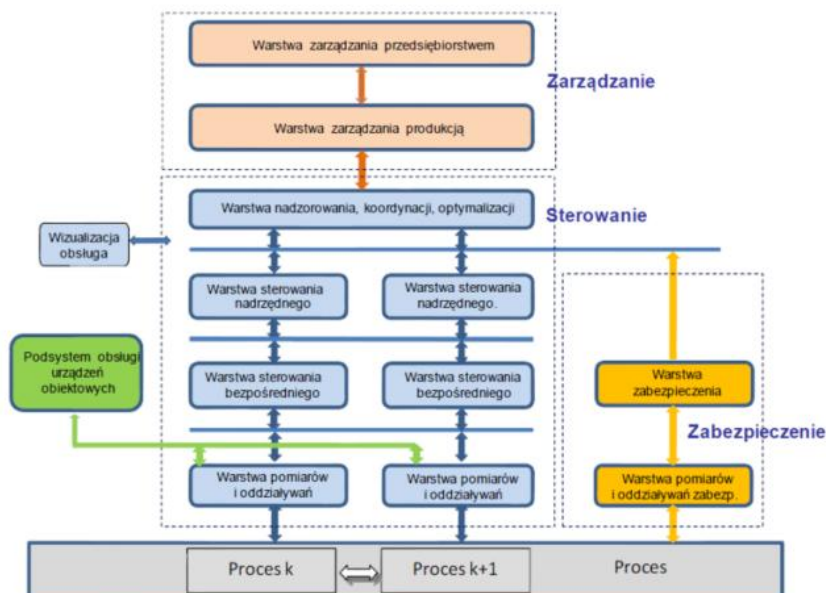 Warstwa zarządzania przedsiębiorstwem
Zarządzanie
Warstwa zarządzania produkcją
Warstwa nadzorowania, koordynacji, optymalizacji
Sterowanie
Wizualizacja
obsługa
Warstwa sterowania
nadrzędnego
Warstwa sterowania
nadrzędnego.
Podsystem obsługi
urządzeń
obiektowych
Warstwa sterowania
bezpośredniego
Warstwa sterowania
bezpośredniego
Warstwa
zabezpieczenia
Zabezpieczenie
Warstwa pomiarów
i oddziaływań
Warstwa pomiarów
i oddziaływań
Warstwa pomiarów
i oddziaływań zabezp.
Proces k
Proces k+1
Proces